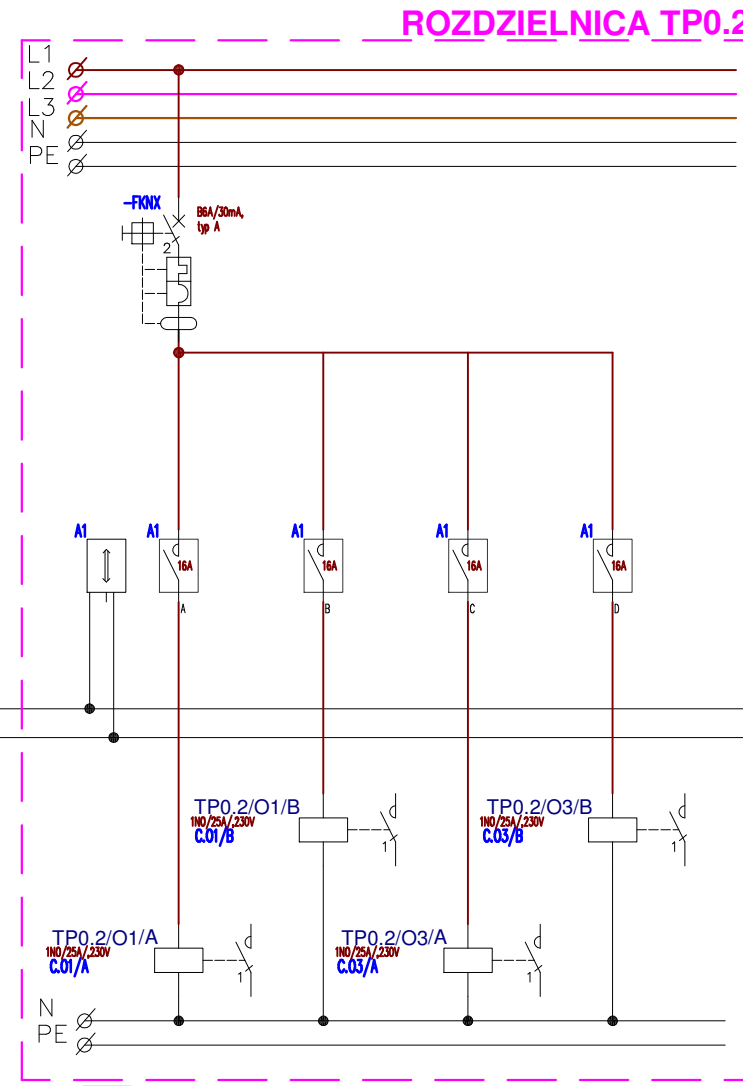 ROZDZIELNICA TP0.2
L1
L2
L3
N
PE
-FKNX
B6A/30mA,
typ A
2
A1
A1
A1
A1
A1
16A
16A
16A
16A
A
B
C
D
TP0.2/O1/B
1NO/25A/,230V
C.01/B
1
TP0.2/O3/B
1NO/25A/,230V
C.03/B
1
TP0.2/O1/A
1NO/25A/,230V
C.01/A
1
TP0.2/O3/A
1NO/25A/,230V
C.03/A
1
N
PE